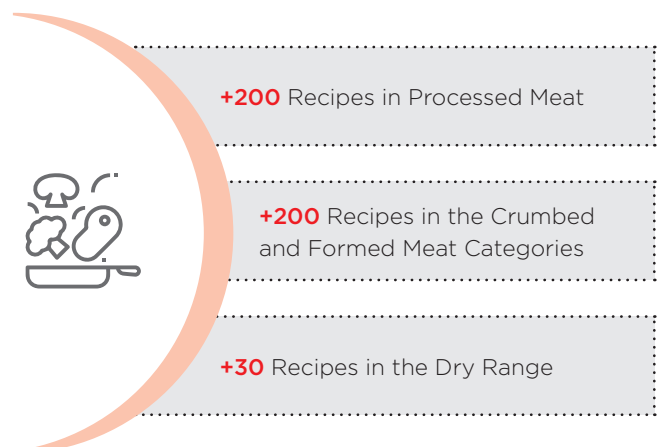 +200 Recipes in Processed Meat
+200 Recipes in the Crumbed
and Formed Meat Categories
+30 Recipes in the Dry Range